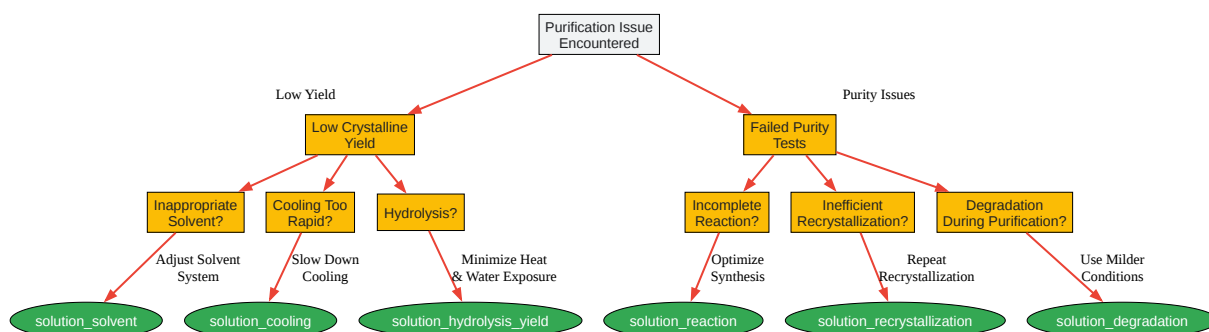 Purification Issue
Encountered
Low Yield
Purity Issues
Low Crystalline
Yield
Failed Purity
Tests
Inappropriate
Solvent?
Cooling Too
Rapid?
Hydrolysis?
Incomplete
Reaction?
Inefficient
Recrystallization?
Degradation
During Purification?
Adjust Solvent
System
Slow Down
Cooling
Minimize Heat
& Water Exposure
Optimize
Synthesis
Repeat
Recrystallization
Use Milder
Conditions
solution_solvent
solution_cooling
solution_hydrolysis_yield
solution_reaction
solution_recrystallization
solution_degradation